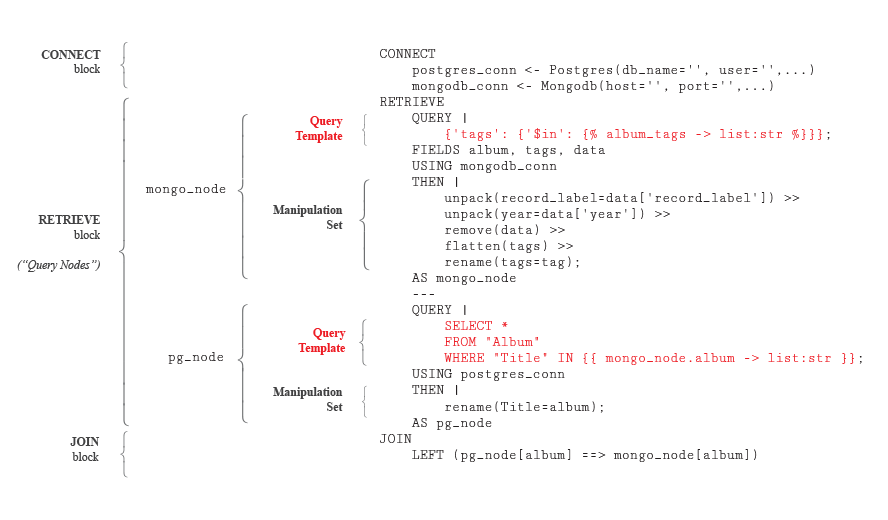 CONNECT
block
RETRIEVE
block
("Query Nodes")
JOIN
block
mongo_node
pg_node
Query
Template
Manipulation
Set
Query
Template
Manipulation
Set
CONNECT
    postgres_conn <- Postgres(db_name='', user='',...)
    mongodb_conn <- Mongodb(host='', port='',...)
RETRIEVE
    QUERY |
        {'tags': {'$in': {% album_tags -> list:str %}}};
    FIELDS album, tags, data
    USING mongodb_conn
    THEN |
        unpack(record_label=data['record_label']) >>
        unpack(year=data['year']) >>
        remove(data) >>
        flatten(tags) >>
        rename(tags=tag);
    AS mongo_node
    ---
    QUERY |
        SELECT *
        FROM "Album"
        WHERE "Title" IN {{ mongo_node.album -> list:str }};
    USING postgres_conn
    THEN |
        rename(Title=album);
    AS pg_node
JOIN
    LEFT (pg_node[album] ==> mongo_node[album])